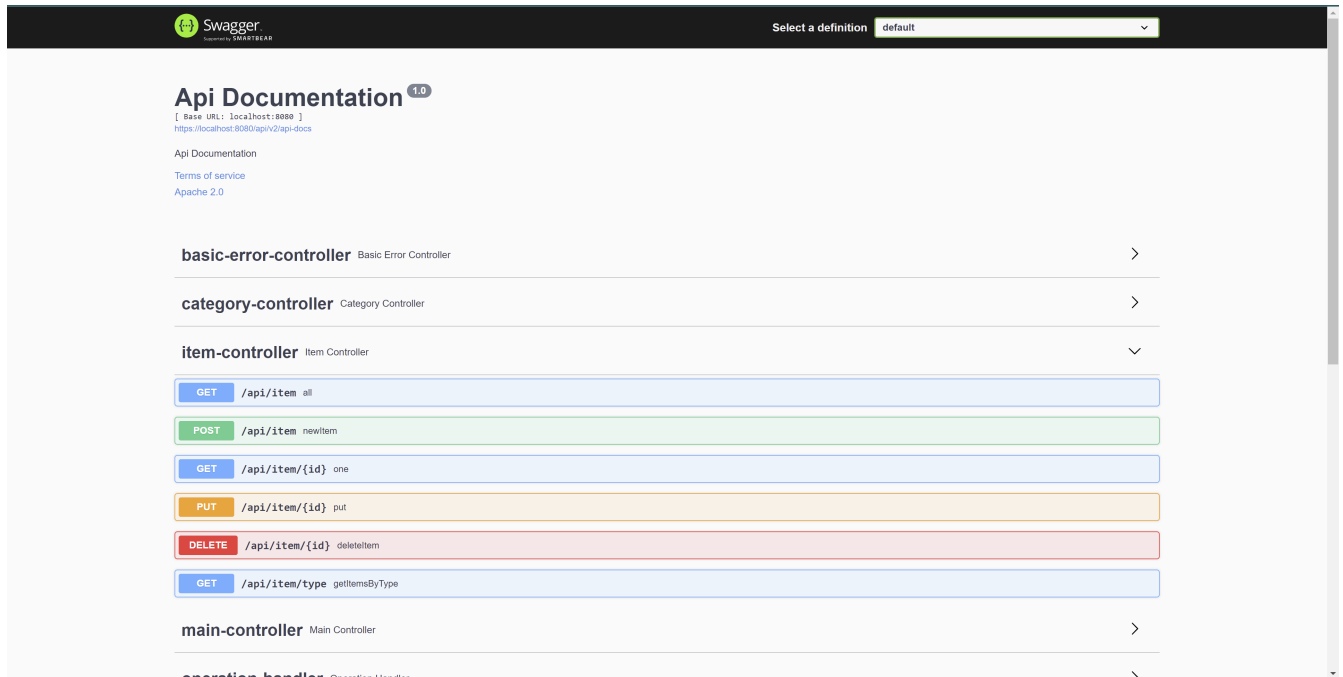 Swagger.
Supported by SMARTBEAR
Select a definition default
Api Documentation 1.0
[ Base URL: localhost:8080 ]
https://localhost:8080/api/v2/api-docs
Api Documentation
Terms of service
Apache 2.0
basic-error-controller Basic Error Controller
category-controller Category Controller
item-controller Item Controller
GET /api/item all
POST /api/item newItem
GET /api/item/{id} one
PUT /api/item/{id} put
DELETE /api/item/{id} deleteItem
GET /api/item/type getItemsByType
main-controller Main Controller
operation-handler Operation Handler